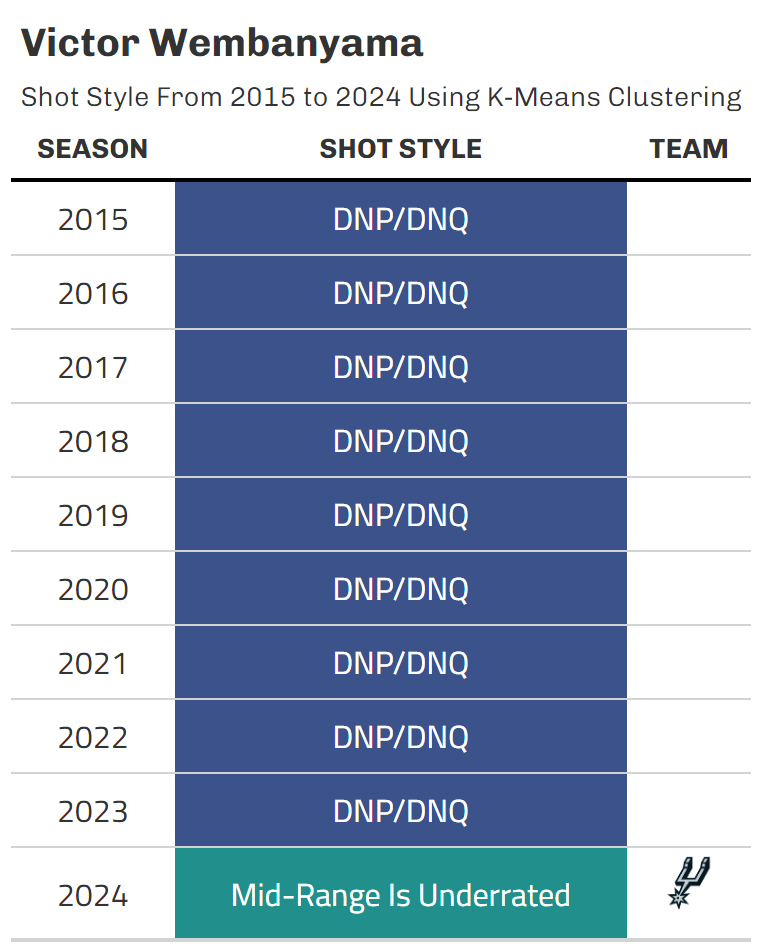 Victor Wembanyama
Shot Style From 2015 to 2024 Using K-Means Clustering
SEASON SHOT STYLE TEAM
2015 DNP/DNQ
2016 DNP/DNQ
2017 DNP/DNQ
2018 DNP/DNQ
2019 DNP/DNQ
2020 DNP/DNQ
2021 DNP/DNQ
2022 DNP/DNQ
2023 DNP/DNQ
2024 Mid-Range Is Underrated